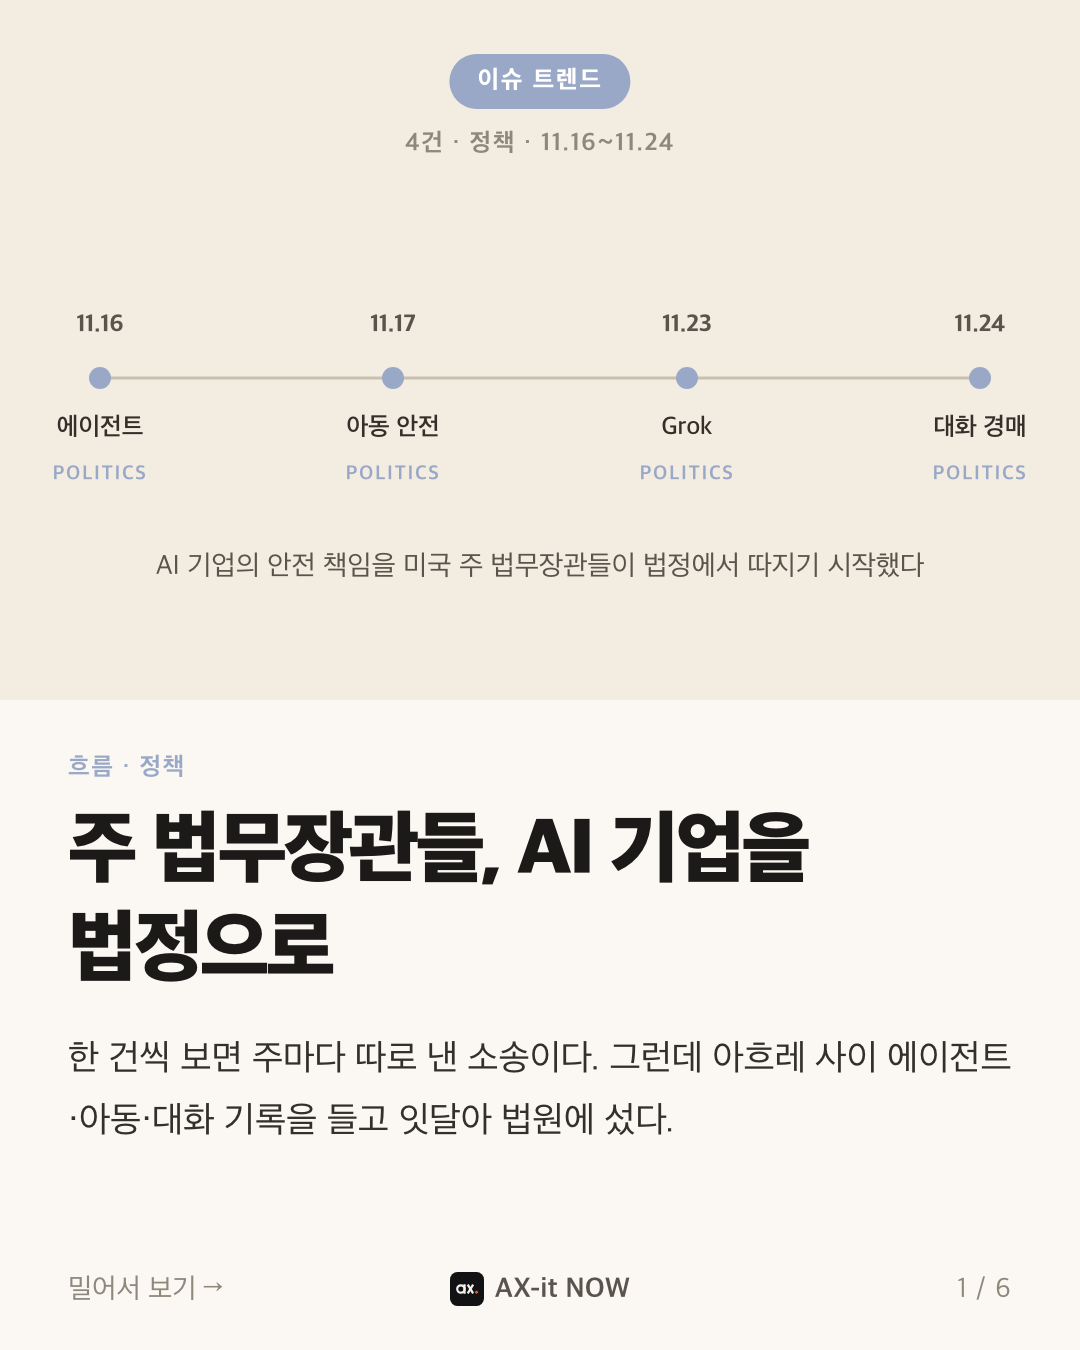 이슈 트렌드
4건 · 정책 · 11.16~11.24
11.16 11.17 11.23 11.24
에이전트 아동 안전 Grok 대화 경매
POLITICS POLITICS POLITICS POLITICS
AI 기업의 안전 책임을 미국 주 법무장관들이 법정에서 따지기 시작했다
흐름 · 정책
주 법무장관들, AI 기업을
법정으로
한 건씩 보면 주마다 따로 낸 소송이다. 그런데 아흐레 사이 에이전트
·아동·대화 기록을 들고 잇달아 법원에 섰다.
밀어서 보기 → ax. AX-it NOW 1 / 6